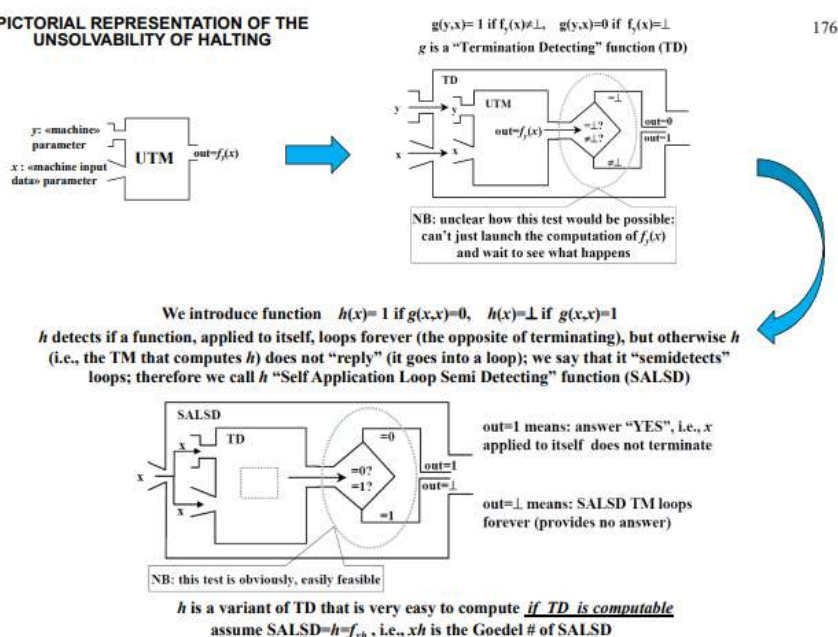 PICTORIAL REPRESENTATION OF THE
UNSOLVABILITY OF HALTING
176
g(y,x)= 1 if fy(x)≠⊥, g(y,x)=0 if fy(x)=⊥
g is a “Termination Detecting” function (TD)
y: «machine»
parameter
x : «machine input
data» parameter
UTM
out=fy(x)
TD
y
y
UTM
out=fy(x)
x
x
=⊥
=⊥?
≠⊥?
≠⊥
out=0
out=1
NB: unclear how this test would be possible:
can’t just launch the computation of fy(x)
and wait to see what happens
We introduce function h(x)= 1 if g(x,x)=0, h(x)=⊥ if g(x,x)=1
h detects if a function, applied to itself, loops forever (the opposite of terminating), but otherwise h
(i.e., the TM that computes h) does not “reply” (it goes into a loop); we say that it “semidetects”
loops; therefore we call h “Self Application Loop Semi Detecting” function (SALSD)
SALSD
x
TD
x
x
=0
=0?
=1?
=1
out=1
out=⊥
out=1 means: answer “YES”, i.e., x
applied to itself does not terminate
out=⊥ means: SALSD TM loops
forever (provides no answer)
NB: this test is obviously, easily feasible
h is a variant of TD that is very easy to compute if TD is computable
assume SALSD=h=fxh , i.e., xh is the Goedel # of SALSD